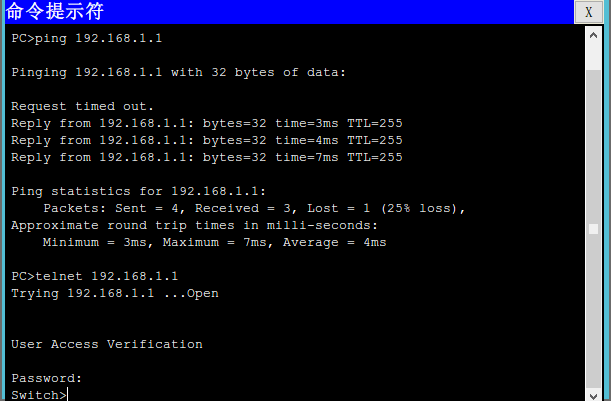 命令提示符
X
PC>ping 192.168.1.1
Pinging 192.168.1.1 with 32 bytes of data:
Request timed out.
Reply from 192.168.1.1: bytes=32 time=3ms TTL=255
Reply from 192.168.1.1: bytes=32 time=4ms TTL=255
Reply from 192.168.1.1: bytes=32 time=7ms TTL=255
Ping statistics for 192.168.1.1:
    Packets: Sent = 4, Received = 3, Lost = 1 (25% loss),
Approximate round trip times in milli-seconds:
    Minimum = 3ms, Maximum = 7ms, Average = 4ms
PC>telnet 192.168.1.1
Trying 192.168.1.1 ...Open
User Access Verification
Password:
Switch>